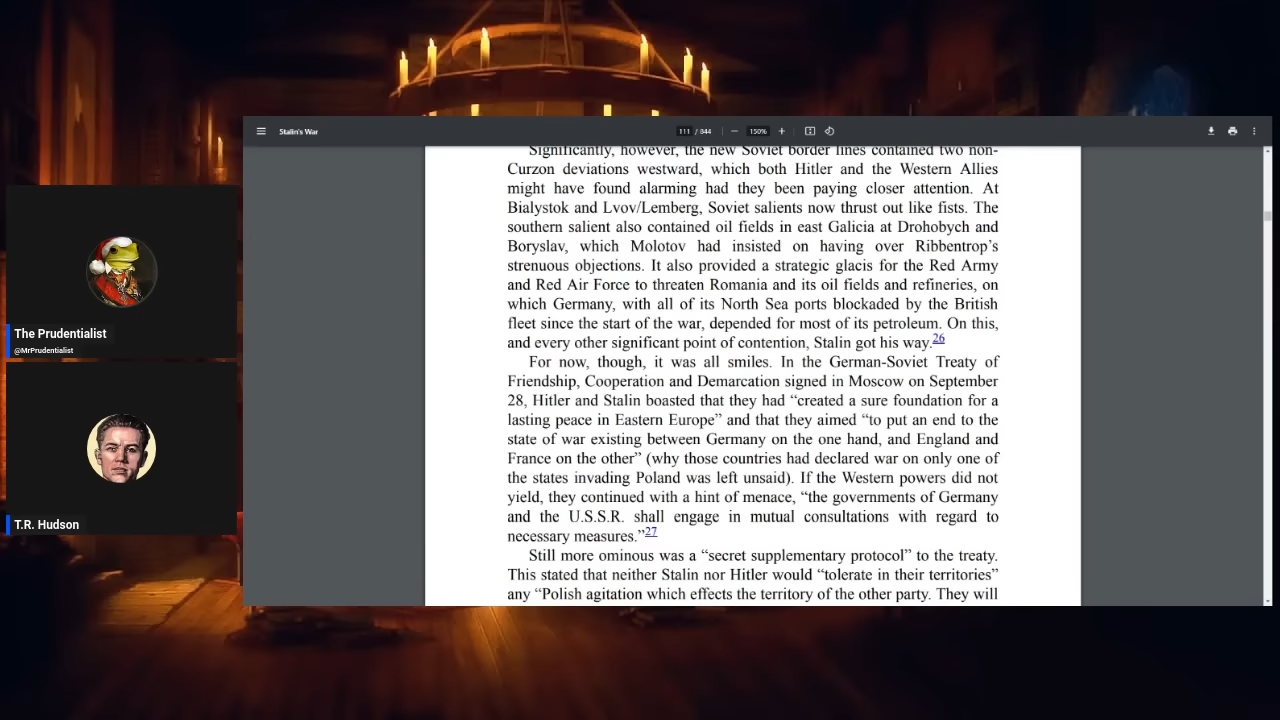 Stalin's War
111 / 844
150%
The Prudentialist
@MrPrudentialist
T.R. Hudson
Significantly, however, the new Soviet border lines contained two non-
Curzon deviations westward, which both Hitler and the Western Allies
might have found alarming had they been paying closer attention. At
Bialystok and Lvov/Lemberg, Soviet salients now thrust out like fists. The
southern salient also contained oil fields in east Galicia at Drohobych and
Boryslav, which Molotov had insisted on having over Ribbentrop's
strenuous objections. It also provided a strategic glacis for the Red Army
and Red Air Force to threaten Romania and its oil fields and refineries, on
which Germany, with all of its North Sea ports blockaded by the British
fleet since the start of the war, depended for most of its petroleum. On this,
and every other significant point of contention, Stalin got his way.26
For now, though, it was all smiles. In the German-Soviet Treaty of
Friendship, Cooperation and Demarcation signed in Moscow on September
28, Hitler and Stalin boasted that they had “created a sure foundation for a
lasting peace in Eastern Europe” and that they aimed “to put an end to the
state of war existing between Germany on the one hand, and England and
France on the other” (why those countries had declared war on only one of
the states invading Poland was left unsaid). If the Western powers did not
yield, they continued with a hint of menace, “the governments of Germany
and the U.S.S.R. shall engage in mutual consultations with regard to
necessary measures.”27
Still more ominous was a “secret supplementary protocol” to the treaty.
This stated that neither Stalin nor Hitler would “tolerate in their territories”
any “Polish agitation which effects the territory of the other party. They will